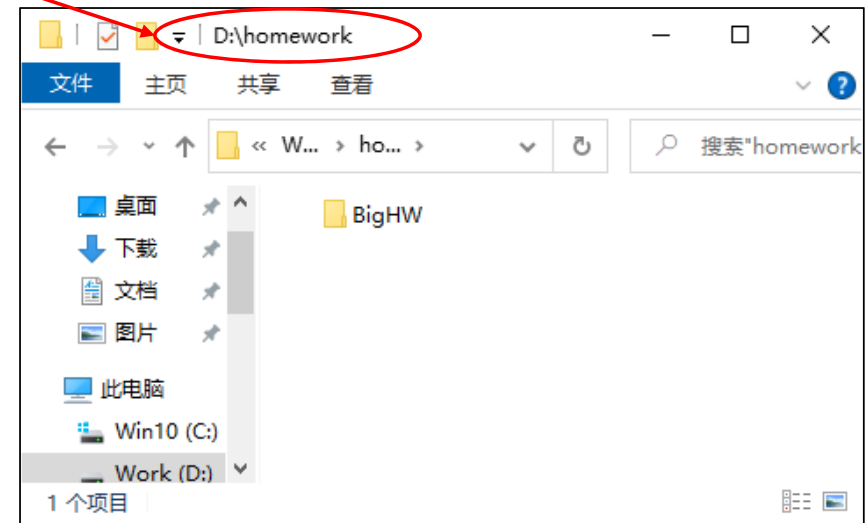 D:\homework
文件 主页 共享 查看
« W... › ho... ›
搜索"homework
桌面
BigHW
下载
文档
图片
此电脑
Win10 (C:)
Work (D:)
1 个项目